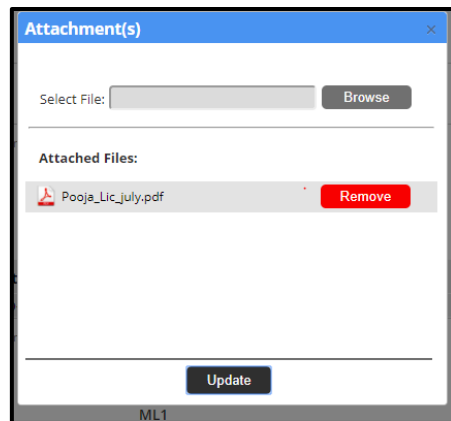 Attachment(s) ×
Select File: Browse
Attached Files:
Pooja_Lic_july.pdf Remove
Update
ML1